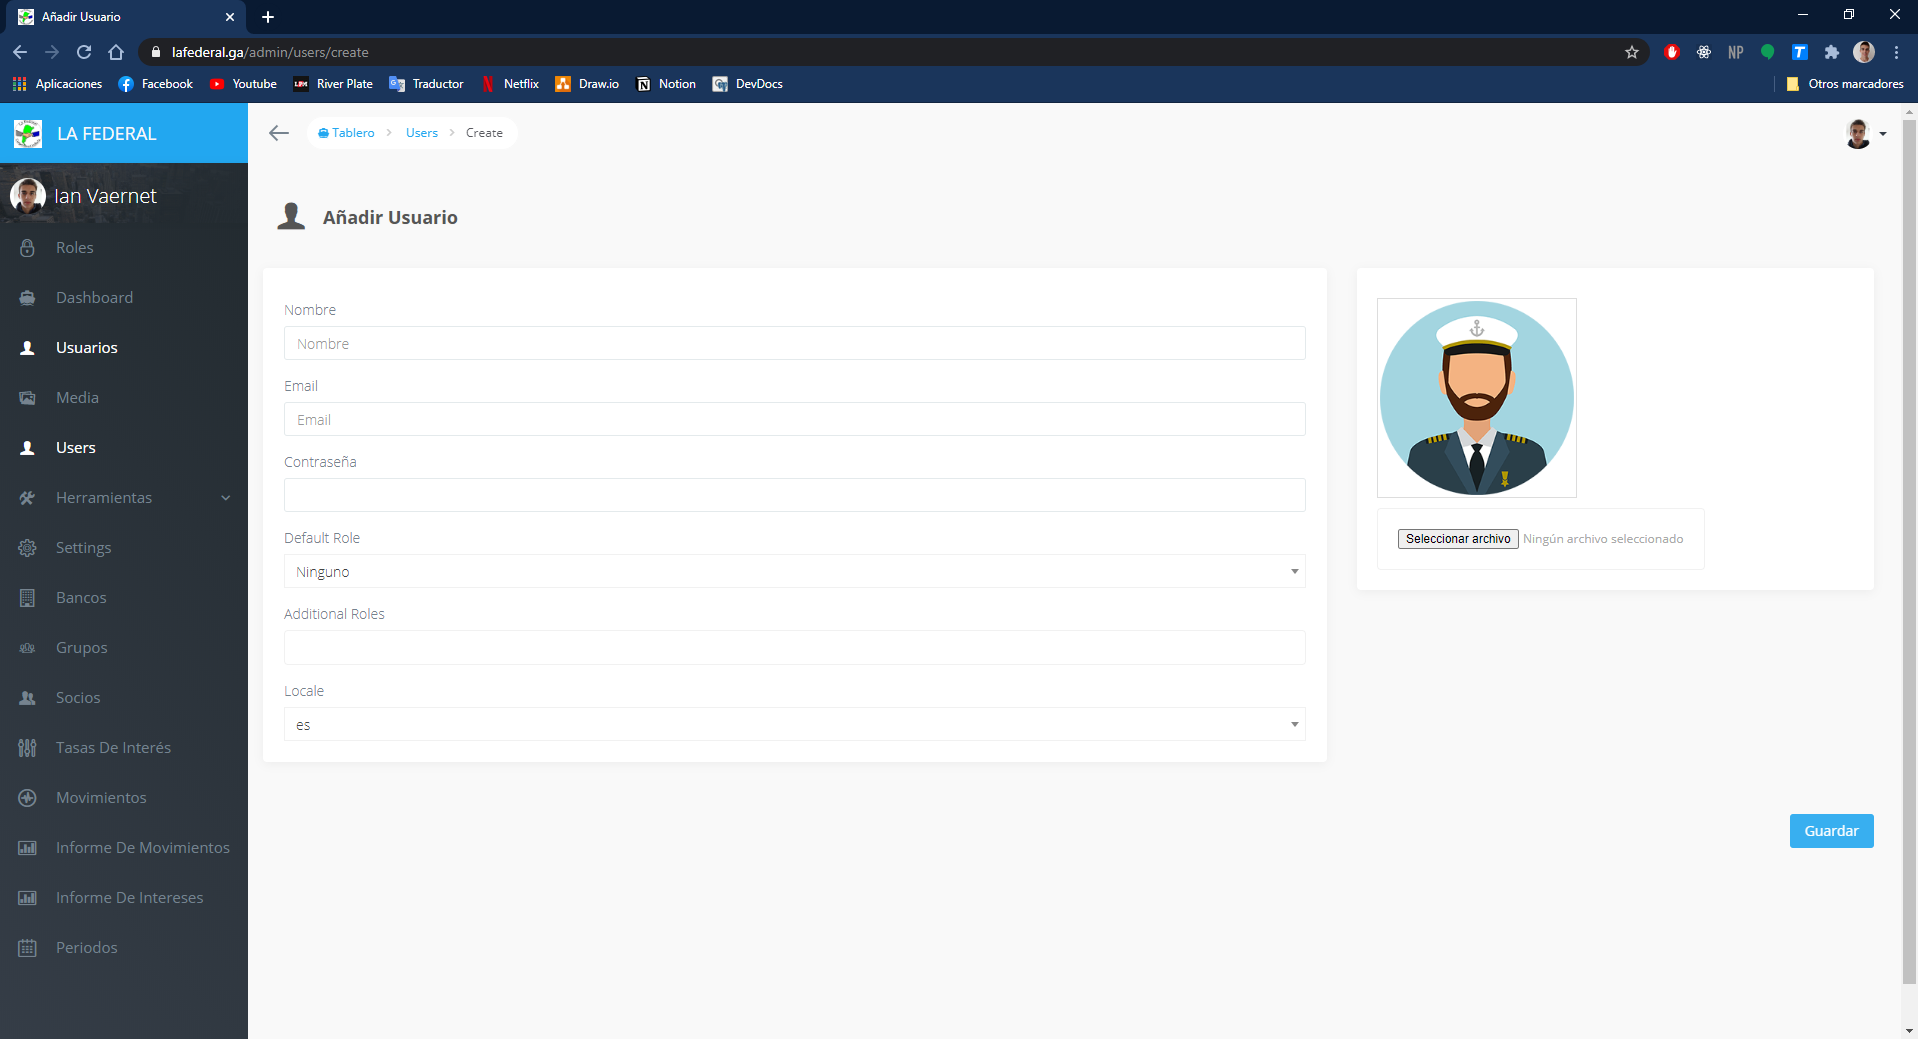 Añadir Usuario
lafederal.ga/admin/users/create
NP
T
Aplicaciones
Facebook
Youtube
LPM
River Plate
Traductor
Netflix
Draw.io
Notion
DevDocs
Otros marcadores
LA FEDERAL
Tablero
Users
Create
Ian Vaernet
Roles
Dashboard
Usuarios
Media
Users
Herramientas
Settings
Bancos
Grupos
Socios
Tasas De Interés
Movimientos
Informe De Movimientos
Informe De Intereses
Periodos
Añadir Usuario
Nombre
Nombre
Email
Email
Contraseña
Default Role
Ninguno
Additional Roles
Locale
es
Seleccionar archivo Ningún archivo seleccionado
Guardar